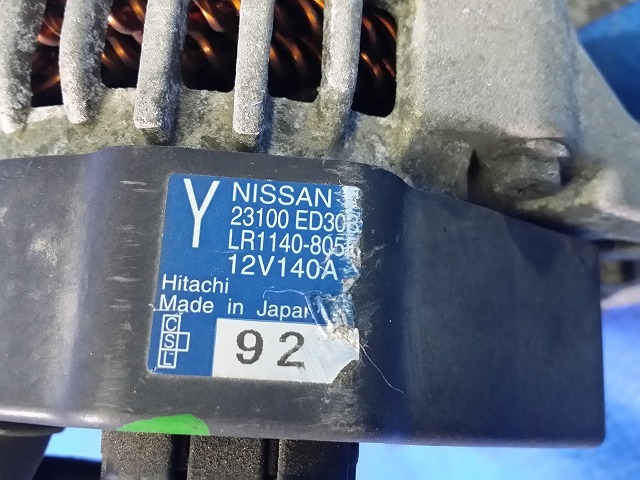 Y
NISSAN
23100 ED30
LR1140-805
12V140A
Hitachi
Made in Japan
C
S
L
92